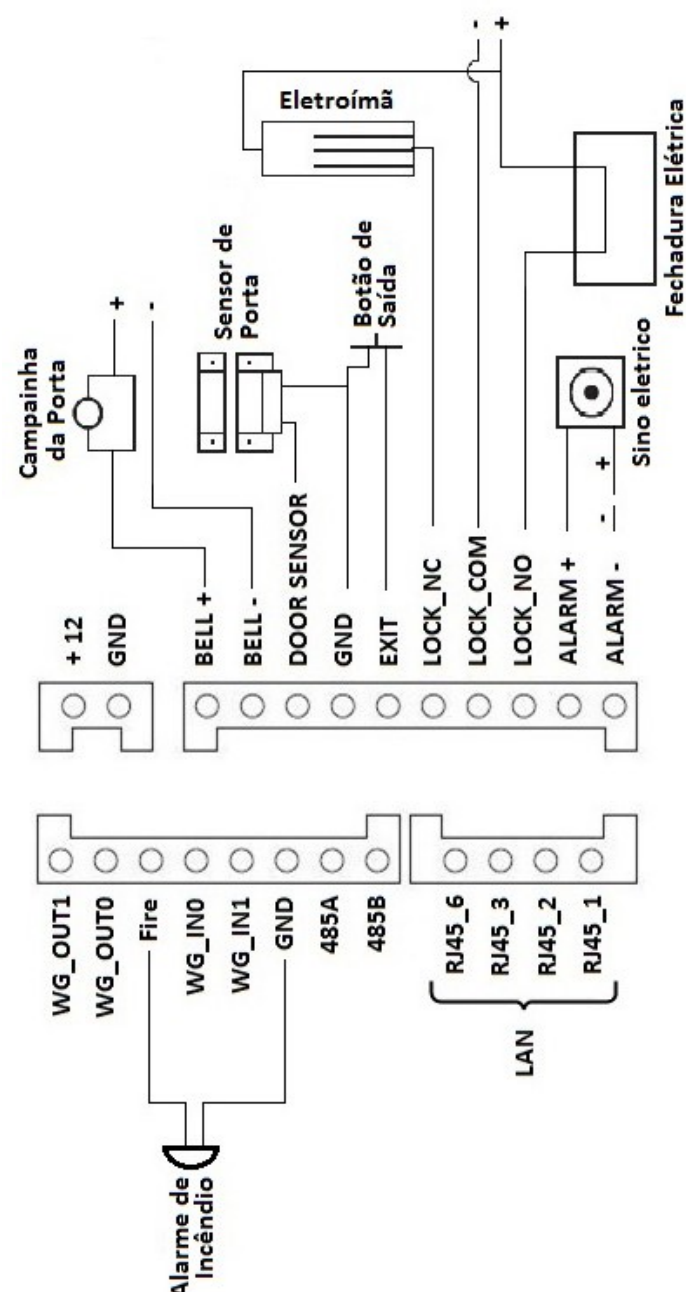 -
+
Eletroímã
Fechadura Elétrica
Sensor de
Porta
Botão de
Saída
+
-
Campainha
da Porta
Sino eletrico
+
-
+ 12
GND
BELL +
BELL -
DOOR SENSOR
GND
EXIT
LOCK_NC
LOCK_COM
LOCK_NO
ALARM +
ALARM -
WG_OUT1
WG_OUT0
Fire
WG_IN0
WG_IN1
GND
485A
485B
RJ45_6
RJ45_3
RJ45_2
RJ45_1
LAN
Alarme de
Incêndio